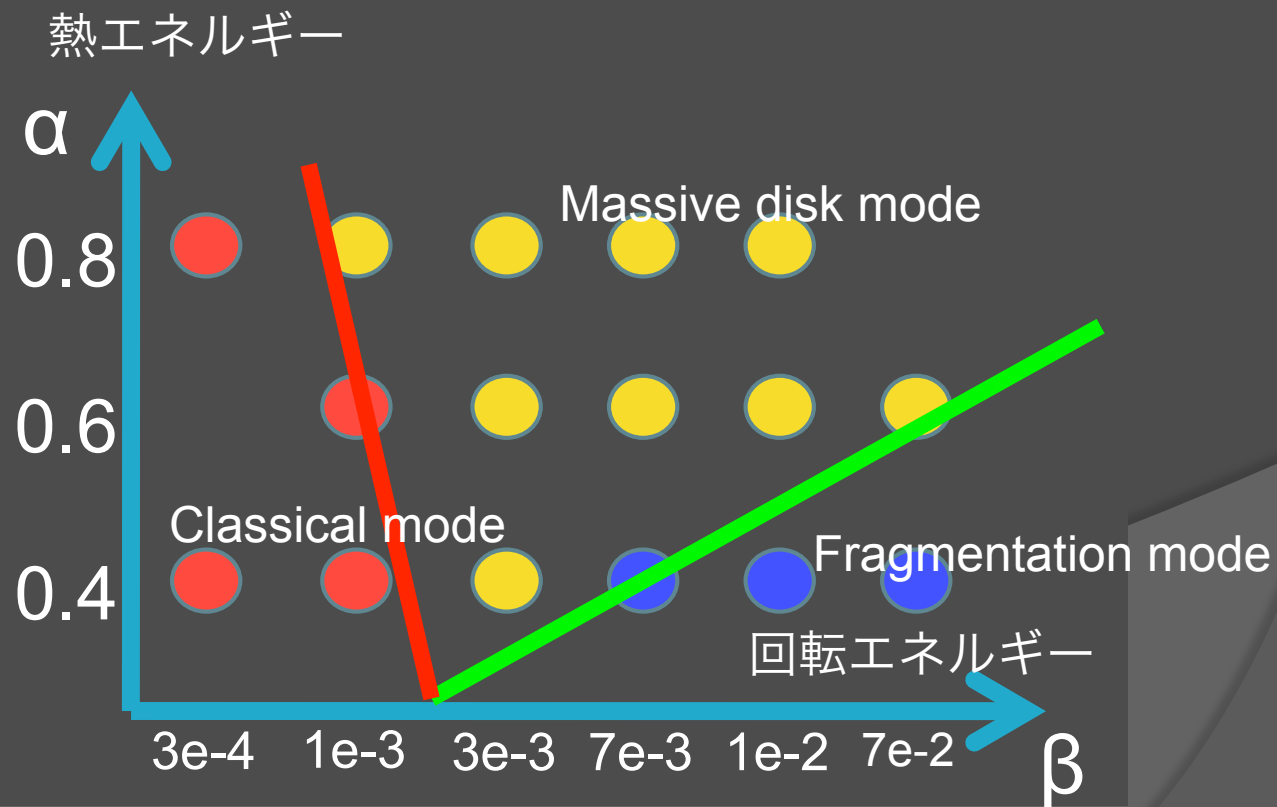 熱エネルギー
α
Massive disk mode
0.8
0.6
Classical mode
Fragmentation mode
0.4
回転エネルギー
3e-4 1e-3 3e-3 7e-3 1e-2 7e-2
β